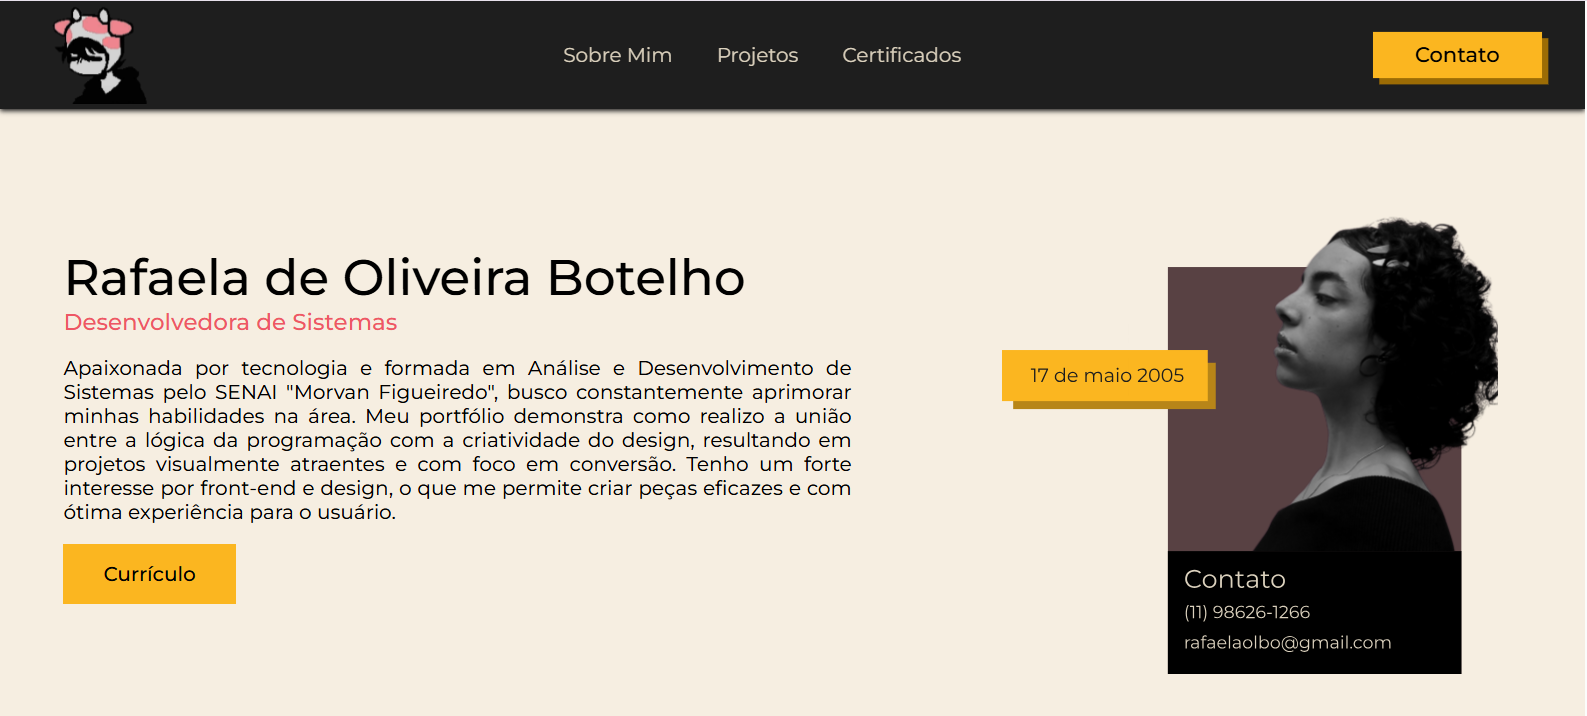 Sobre Mim
Projetos
Certificados
Contato
Rafaela de Oliveira Botelho
Desenvolvedora de Sistemas
Apaixonada por tecnologia e formada em Análise e Desenvolvimento de
Sistemas pelo SENAI "Morvan Figueiredo", busco constantemente aprimorar
minhas habilidades na área. Meu portfólio demonstra como realizo a união
entre a lógica da programação com a criatividade do design, resultando em
projetos visualmente atraentes e com foco em conversão. Tenho um forte
interesse por front-end e design, o que me permite criar peças eficazes e com
ótima experiência para o usuário.
Currículo
17 de maio 2005
Contato
(11) 98626-1266
rafaelaolbo@gmail.com